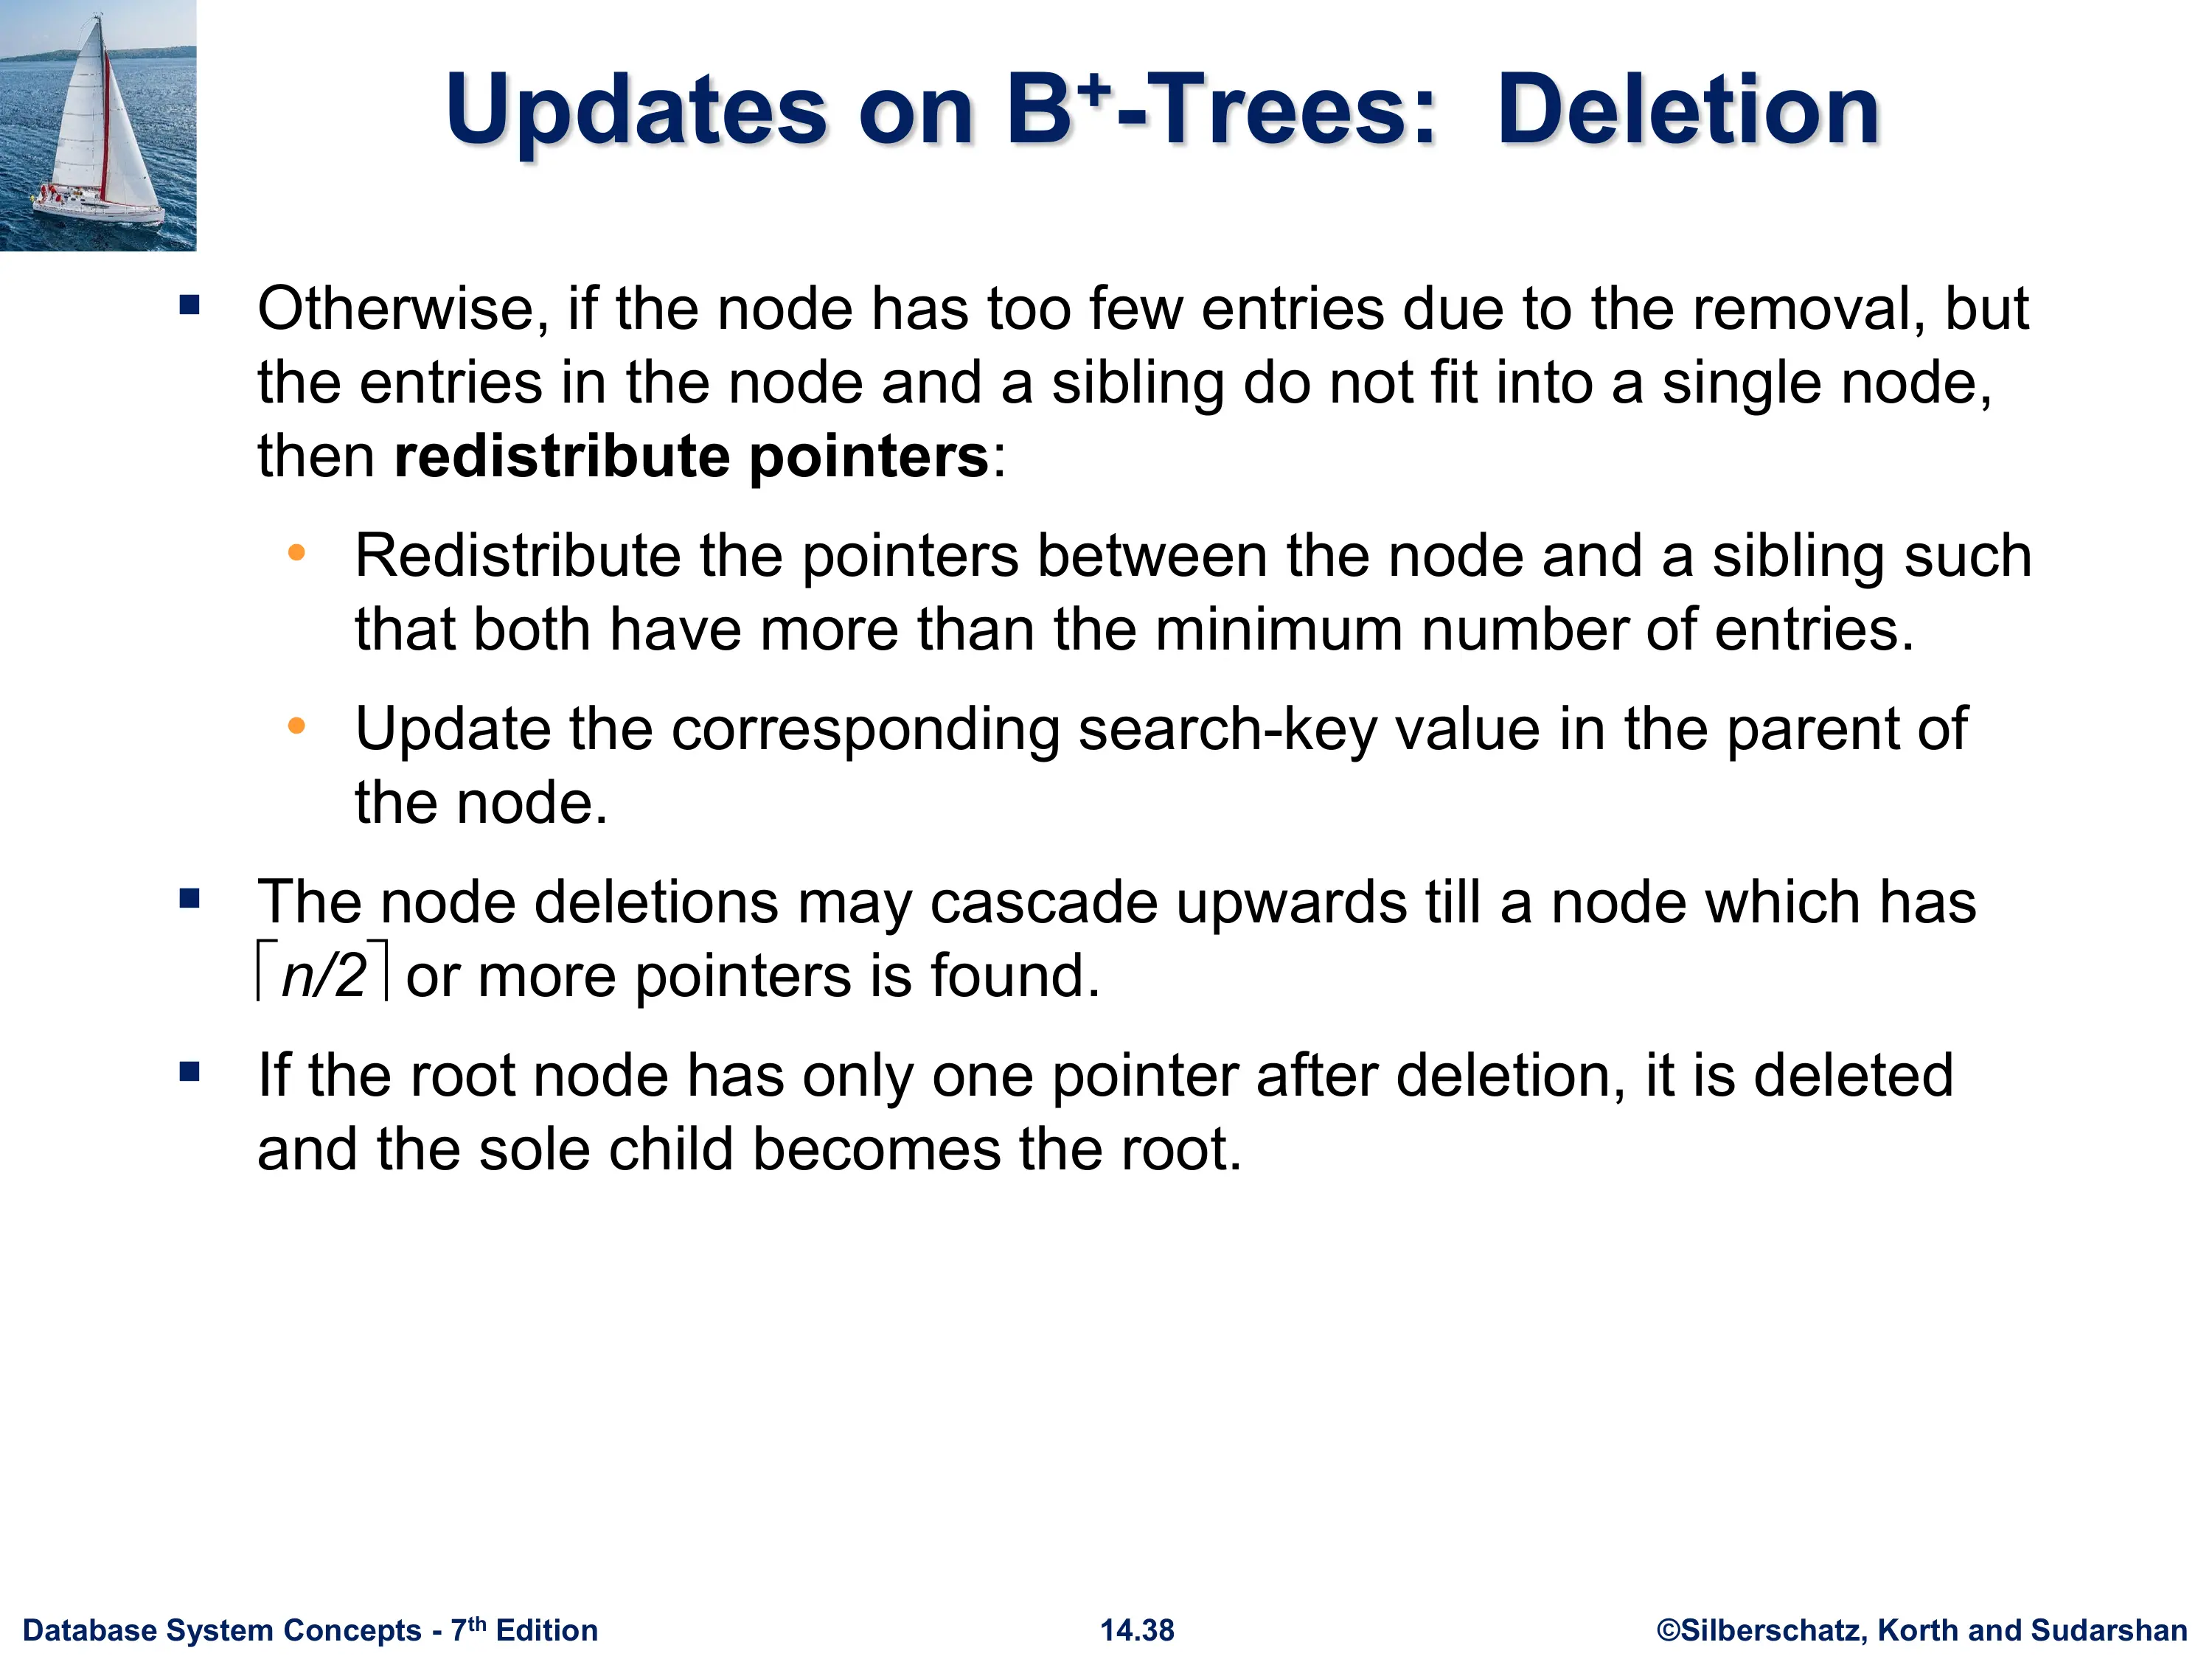 Updates on B+-Trees: Deletion
▪ Otherwise, if the node has too few entries due to the removal, but
the entries in the node and a sibling do not fit into a single node,
then redistribute pointers:
• Redistribute the pointers between the node and a sibling such
that both have more than the minimum number of entries.
• Update the corresponding search-key value in the parent of
the node.
▪ The node deletions may cascade upwards till a node which has
⌈n/2⌉ or more pointers is found.
▪ If the root node has only one pointer after deletion, it is deleted
and the sole child becomes the root.
Database System Concepts - 7th Edition
14.38
©Silberschatz, Korth and Sudarshan